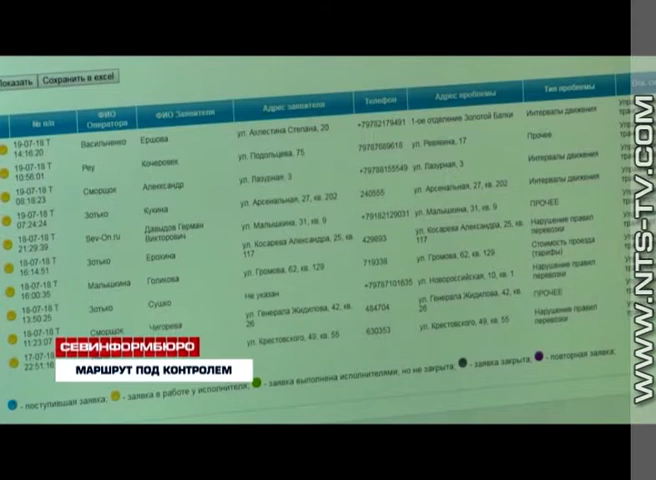 Показать Сохранить в excel
№ п/п ФИО Оператора ФИО Заявителя Адрес заявителя Телефон Адрес проблемы Тип проблемы
19-07-18 T 14:16:20 Васильченко Ершова ул. Астана Степана, 20 +79782179491 1-ое отделение Золотой Балки Интервалы движения
19-07-18 T 10:56:01 Реу Кочеровек ул. Подольцева, 75 79787689618 ул. Ревякина, 17 Прочее
19-07-18 T 08:18:23 Сморщок Александр ул. Лазурная, 3 +79788155549 ул. Лазурная, 3 Интервалы движения
19-07-18 T 07:24:24 Зотько Кукина ул. Арсенальная, 27, кв. 202 240555 ул. Арсенальная, 27, кв. 202 Интервалы движения
18-07-18 T 21:29:39 Sev-On.ru Давыдов Герман Викторович ул. Малышкина, 31, кв. 9 +79182129031 ул. Малышкина, 31, кв. 9 ПРОЧЕЕ
18-07-18 T 16:14:51 Зотько Ерохина ул. Косарева Александра, 25, кв. 117 429893 ул. Косарева Александра, 25, кв. 117 Нарушение правил перевозки
18-07-18 T 16:00:35 Малышкина Голикова ул. Громова, 62, кв. 129 719338 ул. Громова, 62, кв. 129 Стоимость проезда (тарифы)
18-07-18 T 13:50:25 Зотько Сушко Не указан +79787101635 ул. Новороссийская, 10, кв. 1 Нарушение правил перевозки
18-07-18 T 11:23:07 Сморщок Чигорева ул. Генерала Жидилова, 42, кв. 26 484704 ул. Генерала Жидилова, 42, кв. 26 ПРОЧЕЕ
17-07 22:51:16 ул. Крестовского, 49, кв. 55 630353 ул. Крестовского, 49, кв. 55 Нарушение правил перевозки
- поступившая заявка; - заявка в работе у исполнителя; - заявка выполнена исполнителями, но не закрыта; - заявка закрыта; - повторная заявка;
СЕВИНФОРМБЮРО
МАРШРУТ ПОД КОНТРОЛЕМ
WWW.NTS-TV.COM